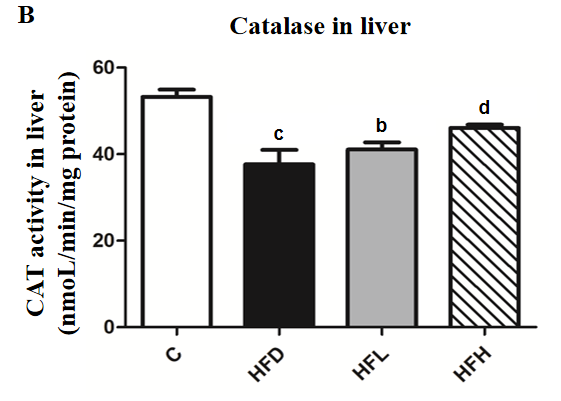 B
Catalase in liver
CAT activity in liver
(nmoL/min/mg protein)
60
40
20
0
c
b
d
C
HFD
HFL
HFH